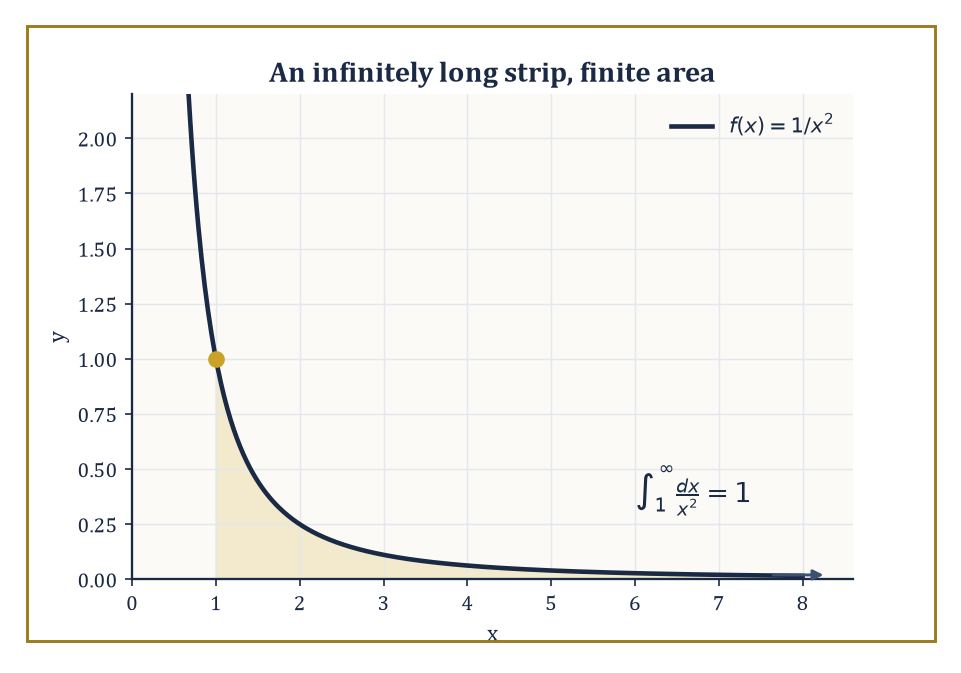 An infinitely long strip, finite area
f(x) = 1/x²
2.00
1.75
1.50
1.25
1.00
0.75
0.50
0.25
0.00
y
∫₁^∞ dx/x² = 1
0 1 2 3 4 5 6 7 8
x